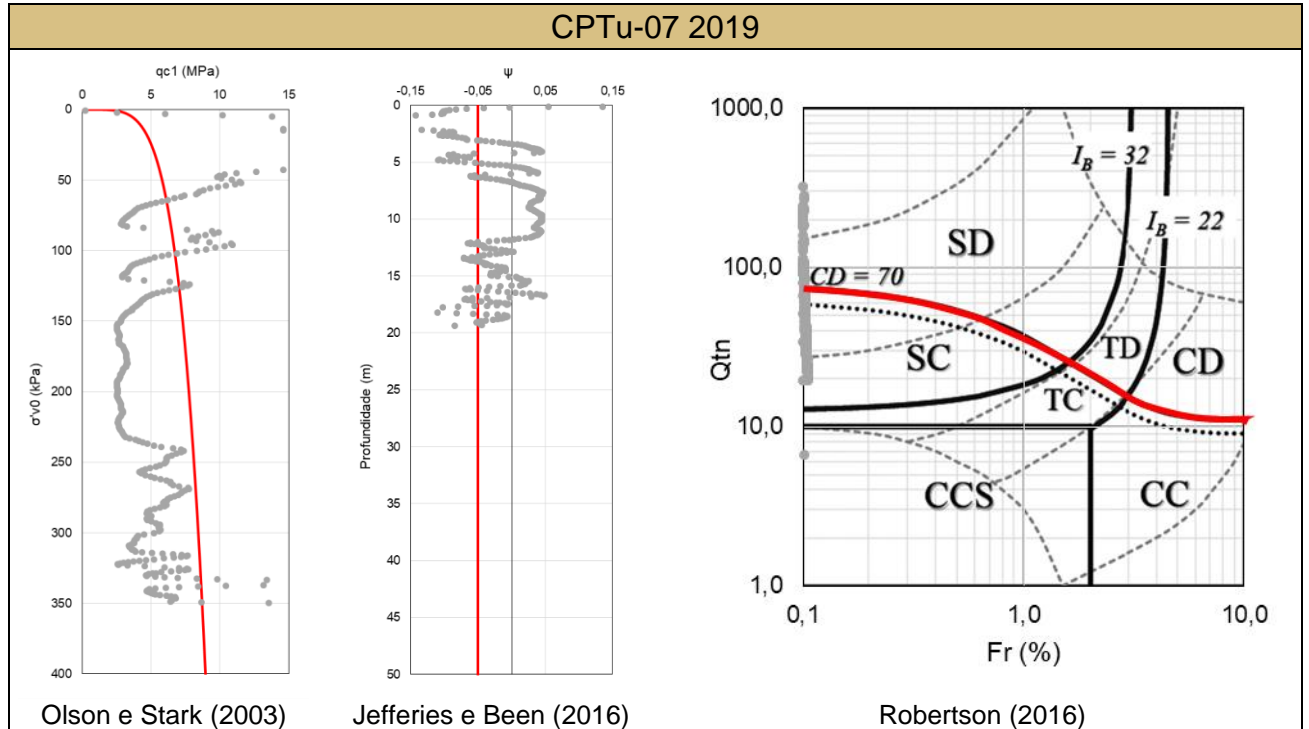 CPTu-07 2019
qc1 (MPa)
0 5 10 15
0
50
100
150
200
250
300
350
400
σ'v0 (kPa)
Olson e Stark (2003)
ψ
-0,15 -0,05 0,05 0,15
0
5
10
15
20
25
30
35
40
45
50
Profundidade (m)
Jefferies e Been (2016)
1000,0
100,0
10,0
1,0
Qtn
I_B = 32
I_B = 22
SD
CD = 70
SC
TD
CD
TC
CCS
CC
0,1 1,0 10,0
Fr (%)
Robertson (2016)